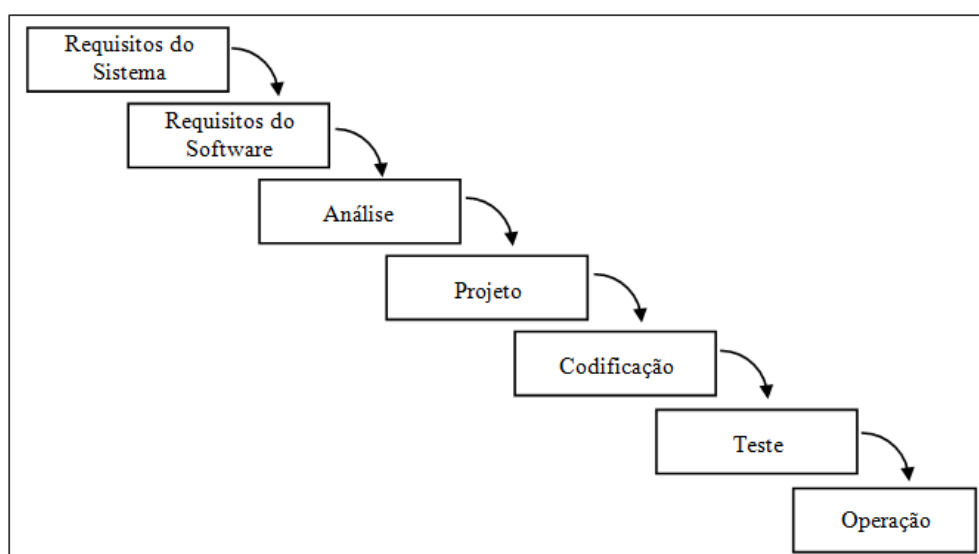 Requisitos do
Sistema
Requisitos do
Software
Análise
Projeto
Codificação
Teste
Operação